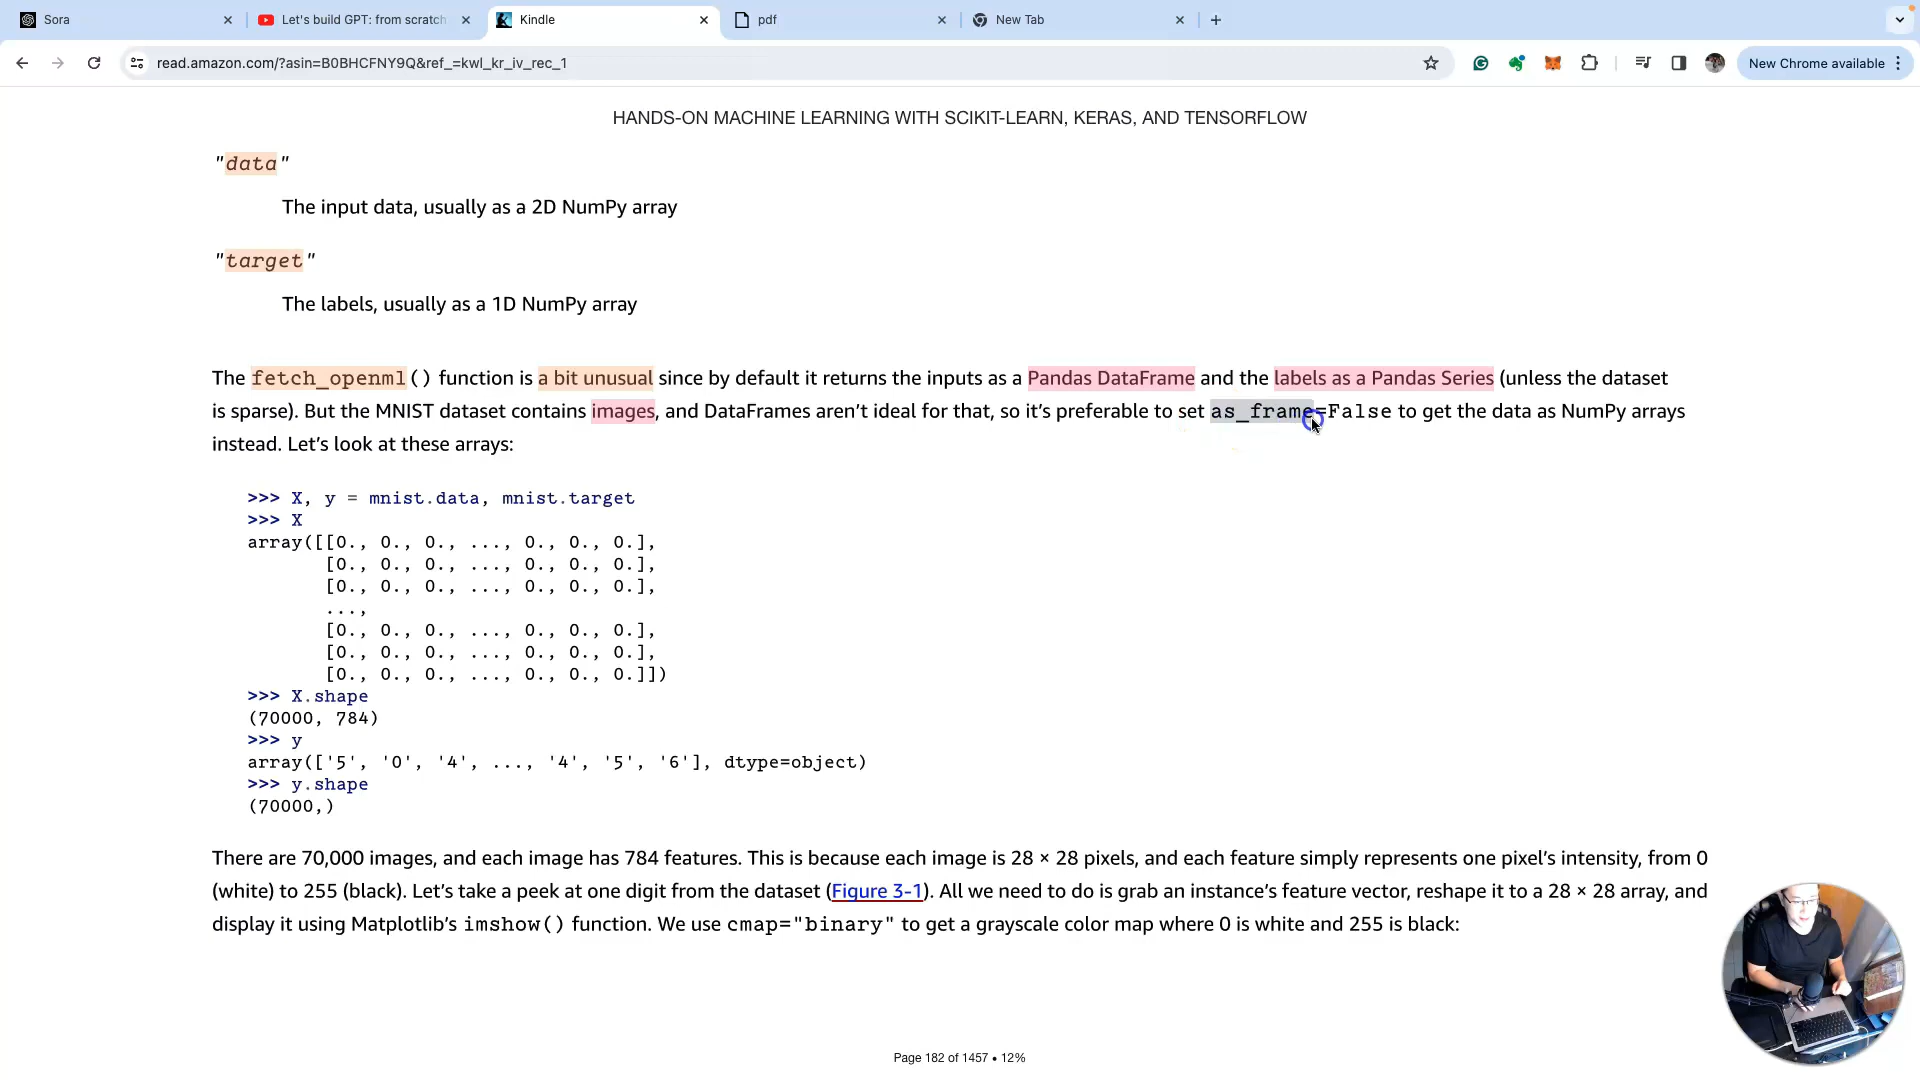 Sora
Let's build GPT: from scratch
Kindle
pdf
New Tab
read.amazon.com/?asin=B0BHCFNY9Q&ref_=kwl_kr_iv_rec_1
New Chrome available
HANDS-ON MACHINE LEARNING WITH SCIKIT-LEARN, KERAS, AND TENSORFLOW
"data"
The input data, usually as a 2D NumPy array
"target"
The labels, usually as a 1D NumPy array
The fetch_openml() function is a bit unusual since by default it returns the inputs as a Pandas DataFrame and the labels as a Pandas Series (unless the dataset
is sparse). But the MNIST dataset contains images, and DataFrames aren’t ideal for that, so it’s preferable to set as_frame=False to get the data as NumPy arrays
instead. Let’s look at these arrays:
>>> X, y = mnist.data, mnist.target
>>> X
array([[0., 0., 0., ..., 0., 0., 0.],
[0., 0., 0., ..., 0., 0., 0.],
[0., 0., 0., ..., 0., 0., 0.],
...,
[0., 0., 0., ..., 0., 0., 0.],
[0., 0., 0., ..., 0., 0., 0.],
[0., 0., 0., ..., 0., 0., 0.]])
>>> X.shape
(70000, 784)
>>> y
array(['5', '0', '4', ..., '4', '5', '6'], dtype=object)
>>> y.shape
(70000,)
There are 70,000 images, and each image has 784 features. This is because each image is 28 × 28 pixels, and each feature simply represents one pixel’s intensity, from 0
(white) to 255 (black). Let’s take a peek at one digit from the dataset (Figure 3-1). All we need to do is grab an instance’s feature vector, reshape it to a 28 × 28 array, and
display it using Matplotlib’s imshow() function. We use cmap="binary" to get a grayscale color map where 0 is white and 255 is black:
Page 182 of 1457 • 12%